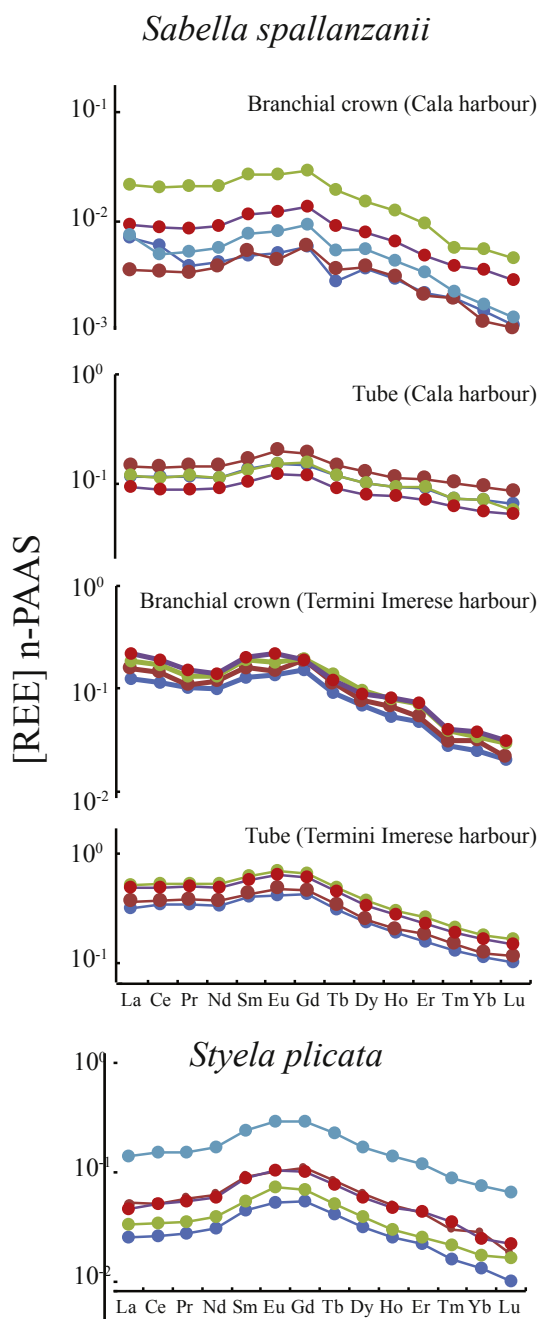 Sabella spallanzanii
Branchial crown (Cala harbour)
10-1
10-2
10-3
Tube (Cala harbour)
100
10-1
Branchial crown (Termini Imerese harbour)
100
10-1
10-2
Tube (Termini Imerese harbour)
100
10-1
La Ce Pr Nd Sm Eu Gd Tb Dy Ho Er Tm Yb Lu
[REE] n-PAAS
Styela plicata
100
10-1
10-2
La Ce Pr Nd Sm Eu Gd Tb Dy Ho Er Tm Yb Lu